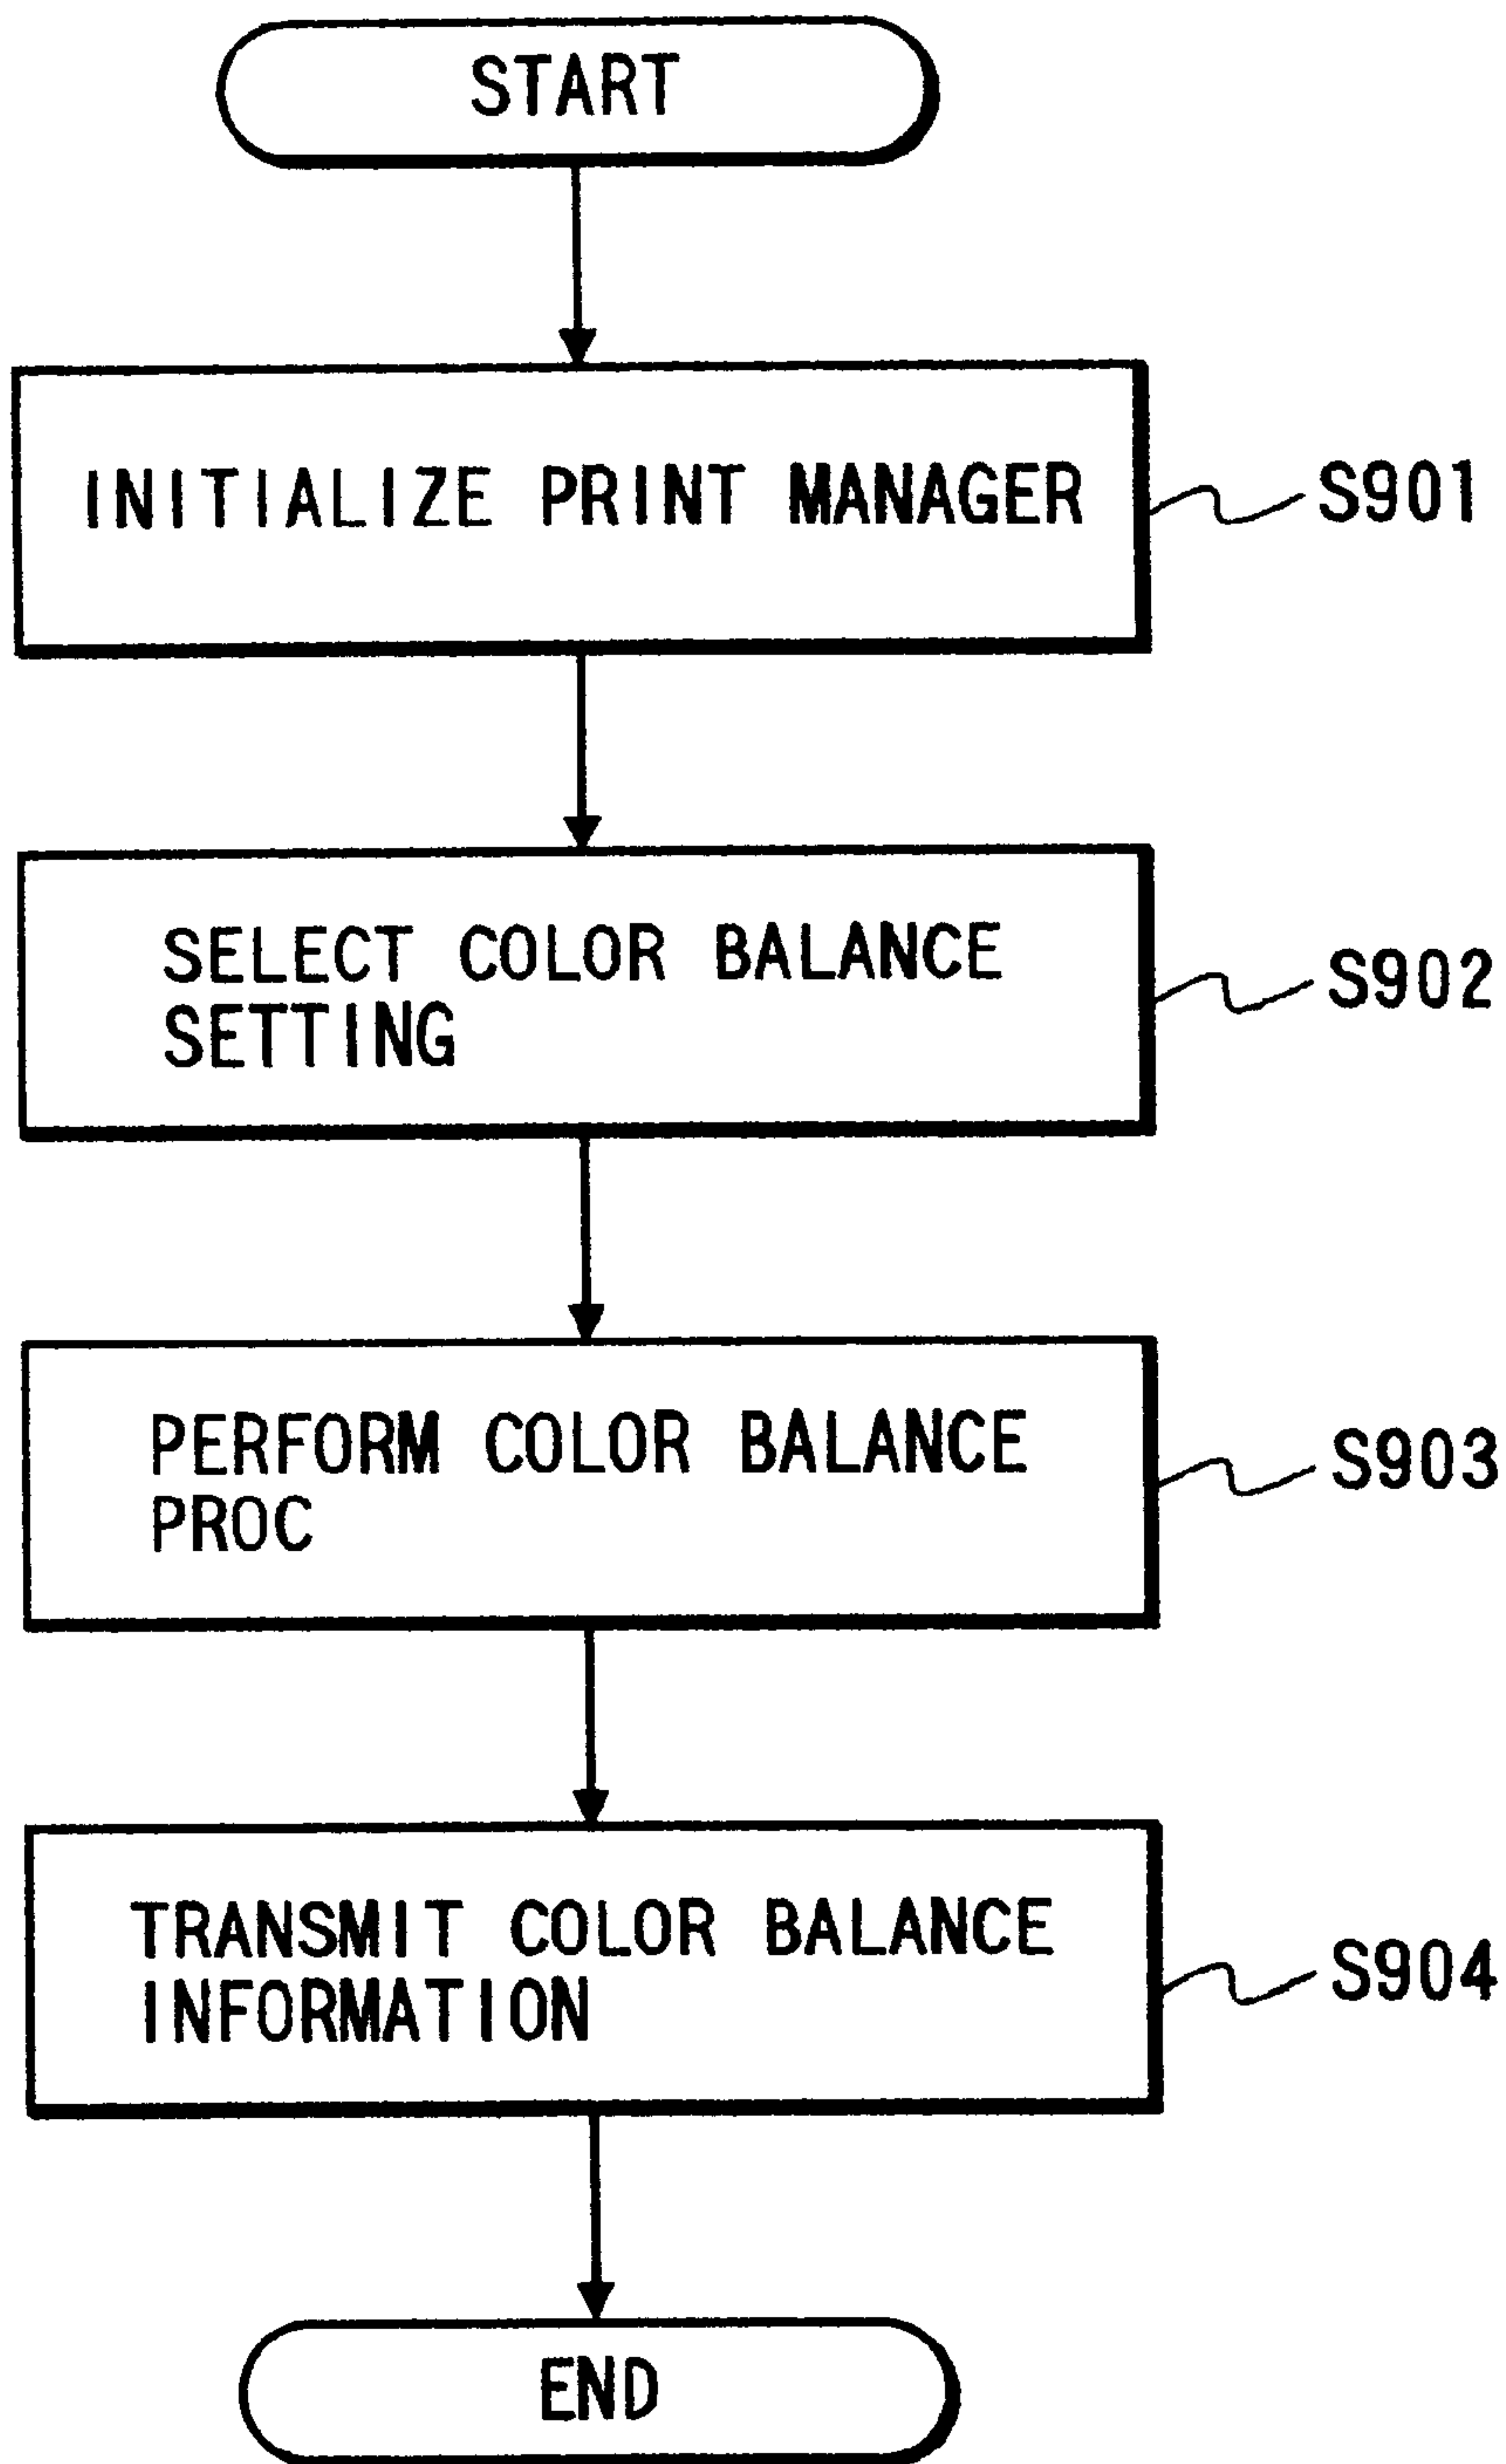 START
INITIALIZE PRINT MANAGER
S901
SELECT COLOR BALANCE
SETTING
S902
PERFORM COLOR BALANCE
PROC
S903
TRANSMIT COLOR BALANCE
INFORMATION
S904
END